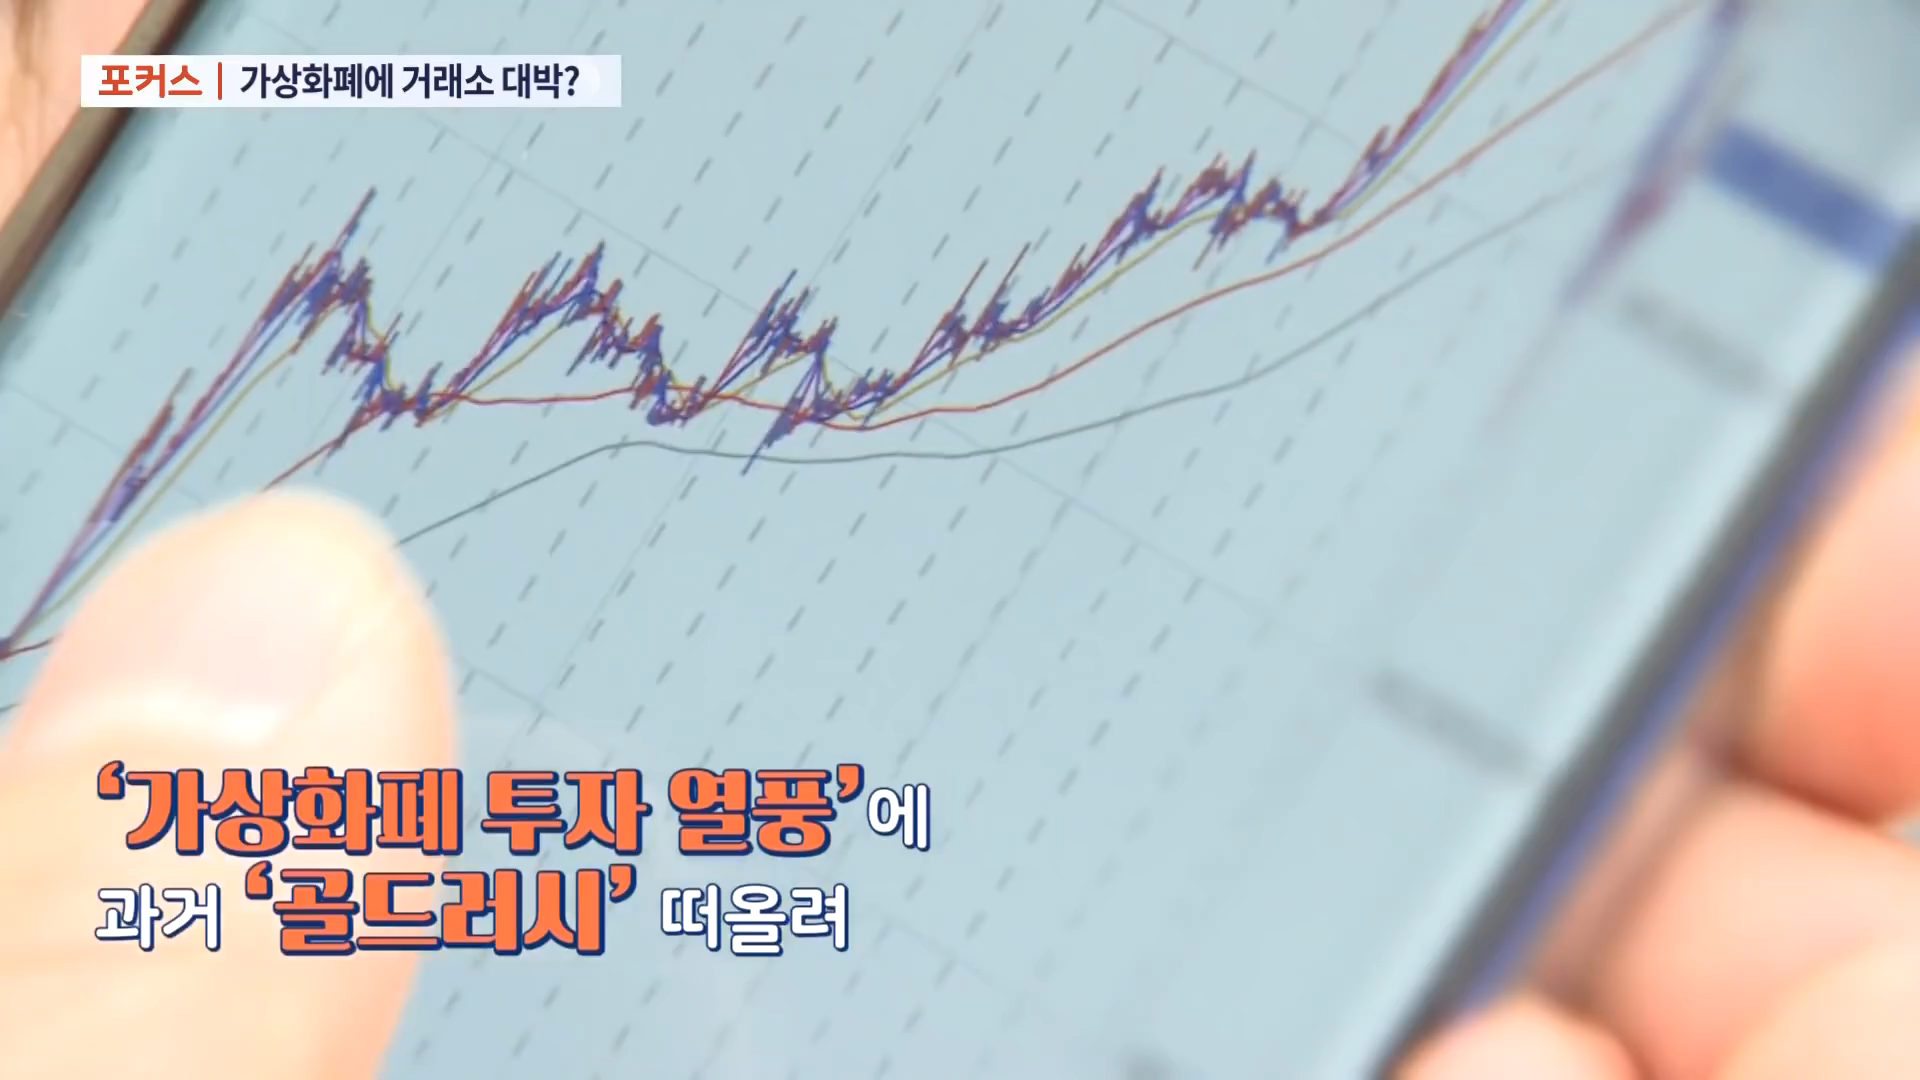 포커스 | 가상화폐에 거래소 대박?
‘가상화폐 투자 열풍’에
과거 ‘골드러시’ 떠올려